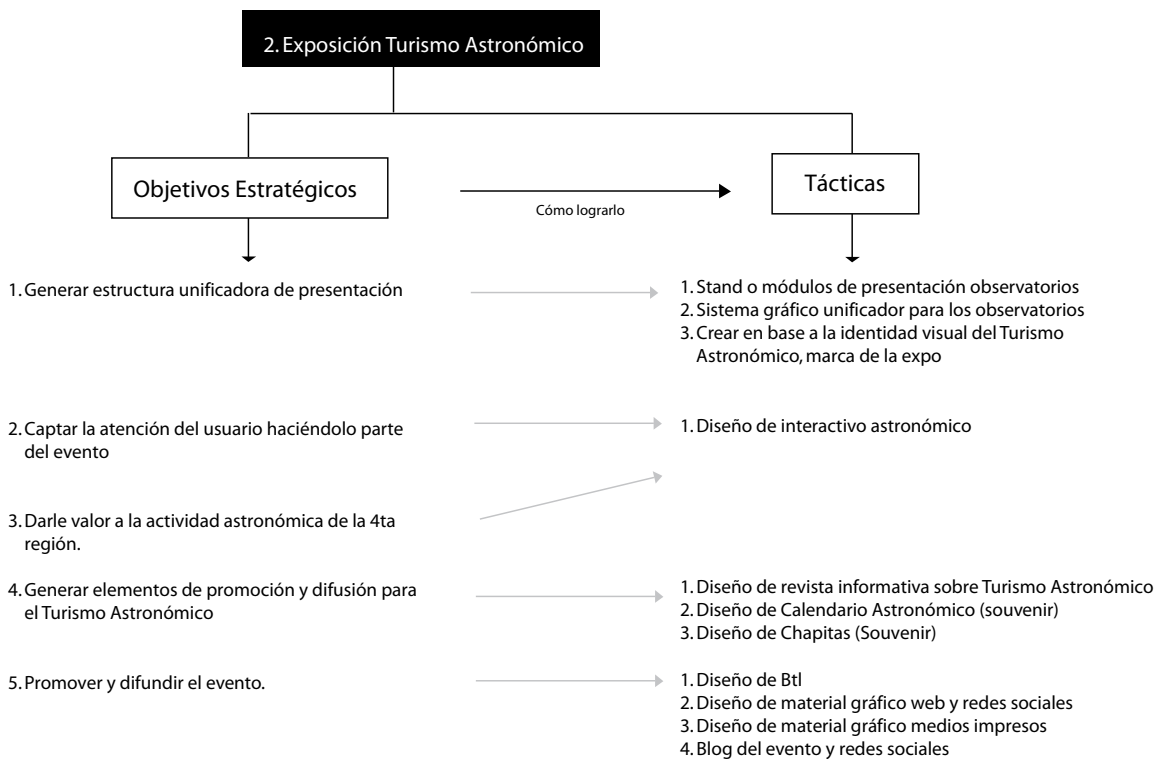 2. Exposición Turismo Astronómico
Objetivos Estratégicos
Cómo lograrlo
Tácticas
1. Generar estructura unificadora de presentación
1. Stand o módulos de presentación observatorios
2. Sistema gráfico unificador para los observatorios
3. Crear en base a la identidad visual del Turismo
Astronómico, marca de la expo
2. Captar la atención del usuario haciéndolo parte
del evento
1. Diseño de interactivo astronómico
3. Darle valor a la actividad astronómica de la 4ta
región.
4. Generar elementos de promoción y difusión para
el Turismo Astronómico
1. Diseño de revista informativa sobre Turismo Astronómico
2. Diseño de Calendario Astronómico (souvenir)
3. Diseño de Chapitas (Souvenir)
5. Promover y difundir el evento.
1. Diseño de Btl
2. Diseño de material gráfico web y redes sociales
3. Diseño de material gráfico medios impresos
4. Blog del evento y redes sociales